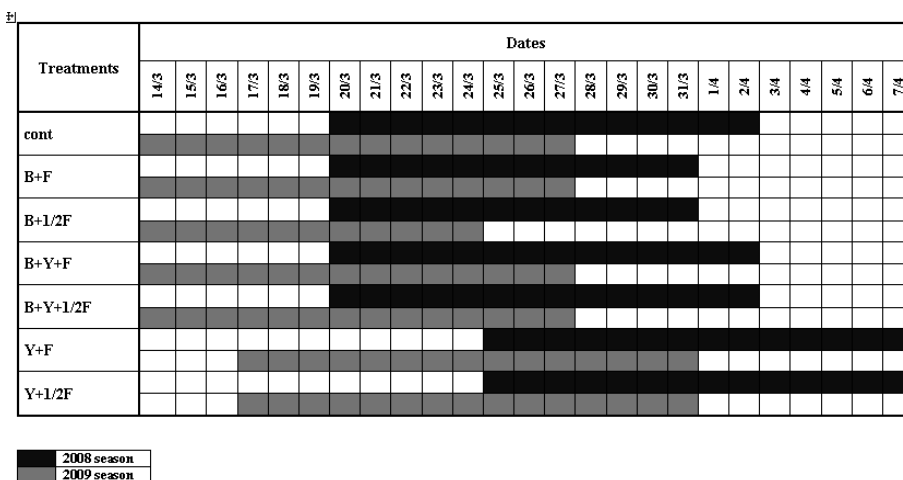 Dates
Treatments
14/3 15/3 16/3 17/3 18/3 19/3 20/3 21/3 22/3 23/3 24/3 25/3 26/3 27/3 28/3 29/3 30/3 31/3 1/4 2/4 3/4 4/4 5/4 6/4 7/4
cont
B+F
B+1/2F
B+Y+F
B+Y+1/2F
Y+F
Y+1/2F
2008 season
2009 season